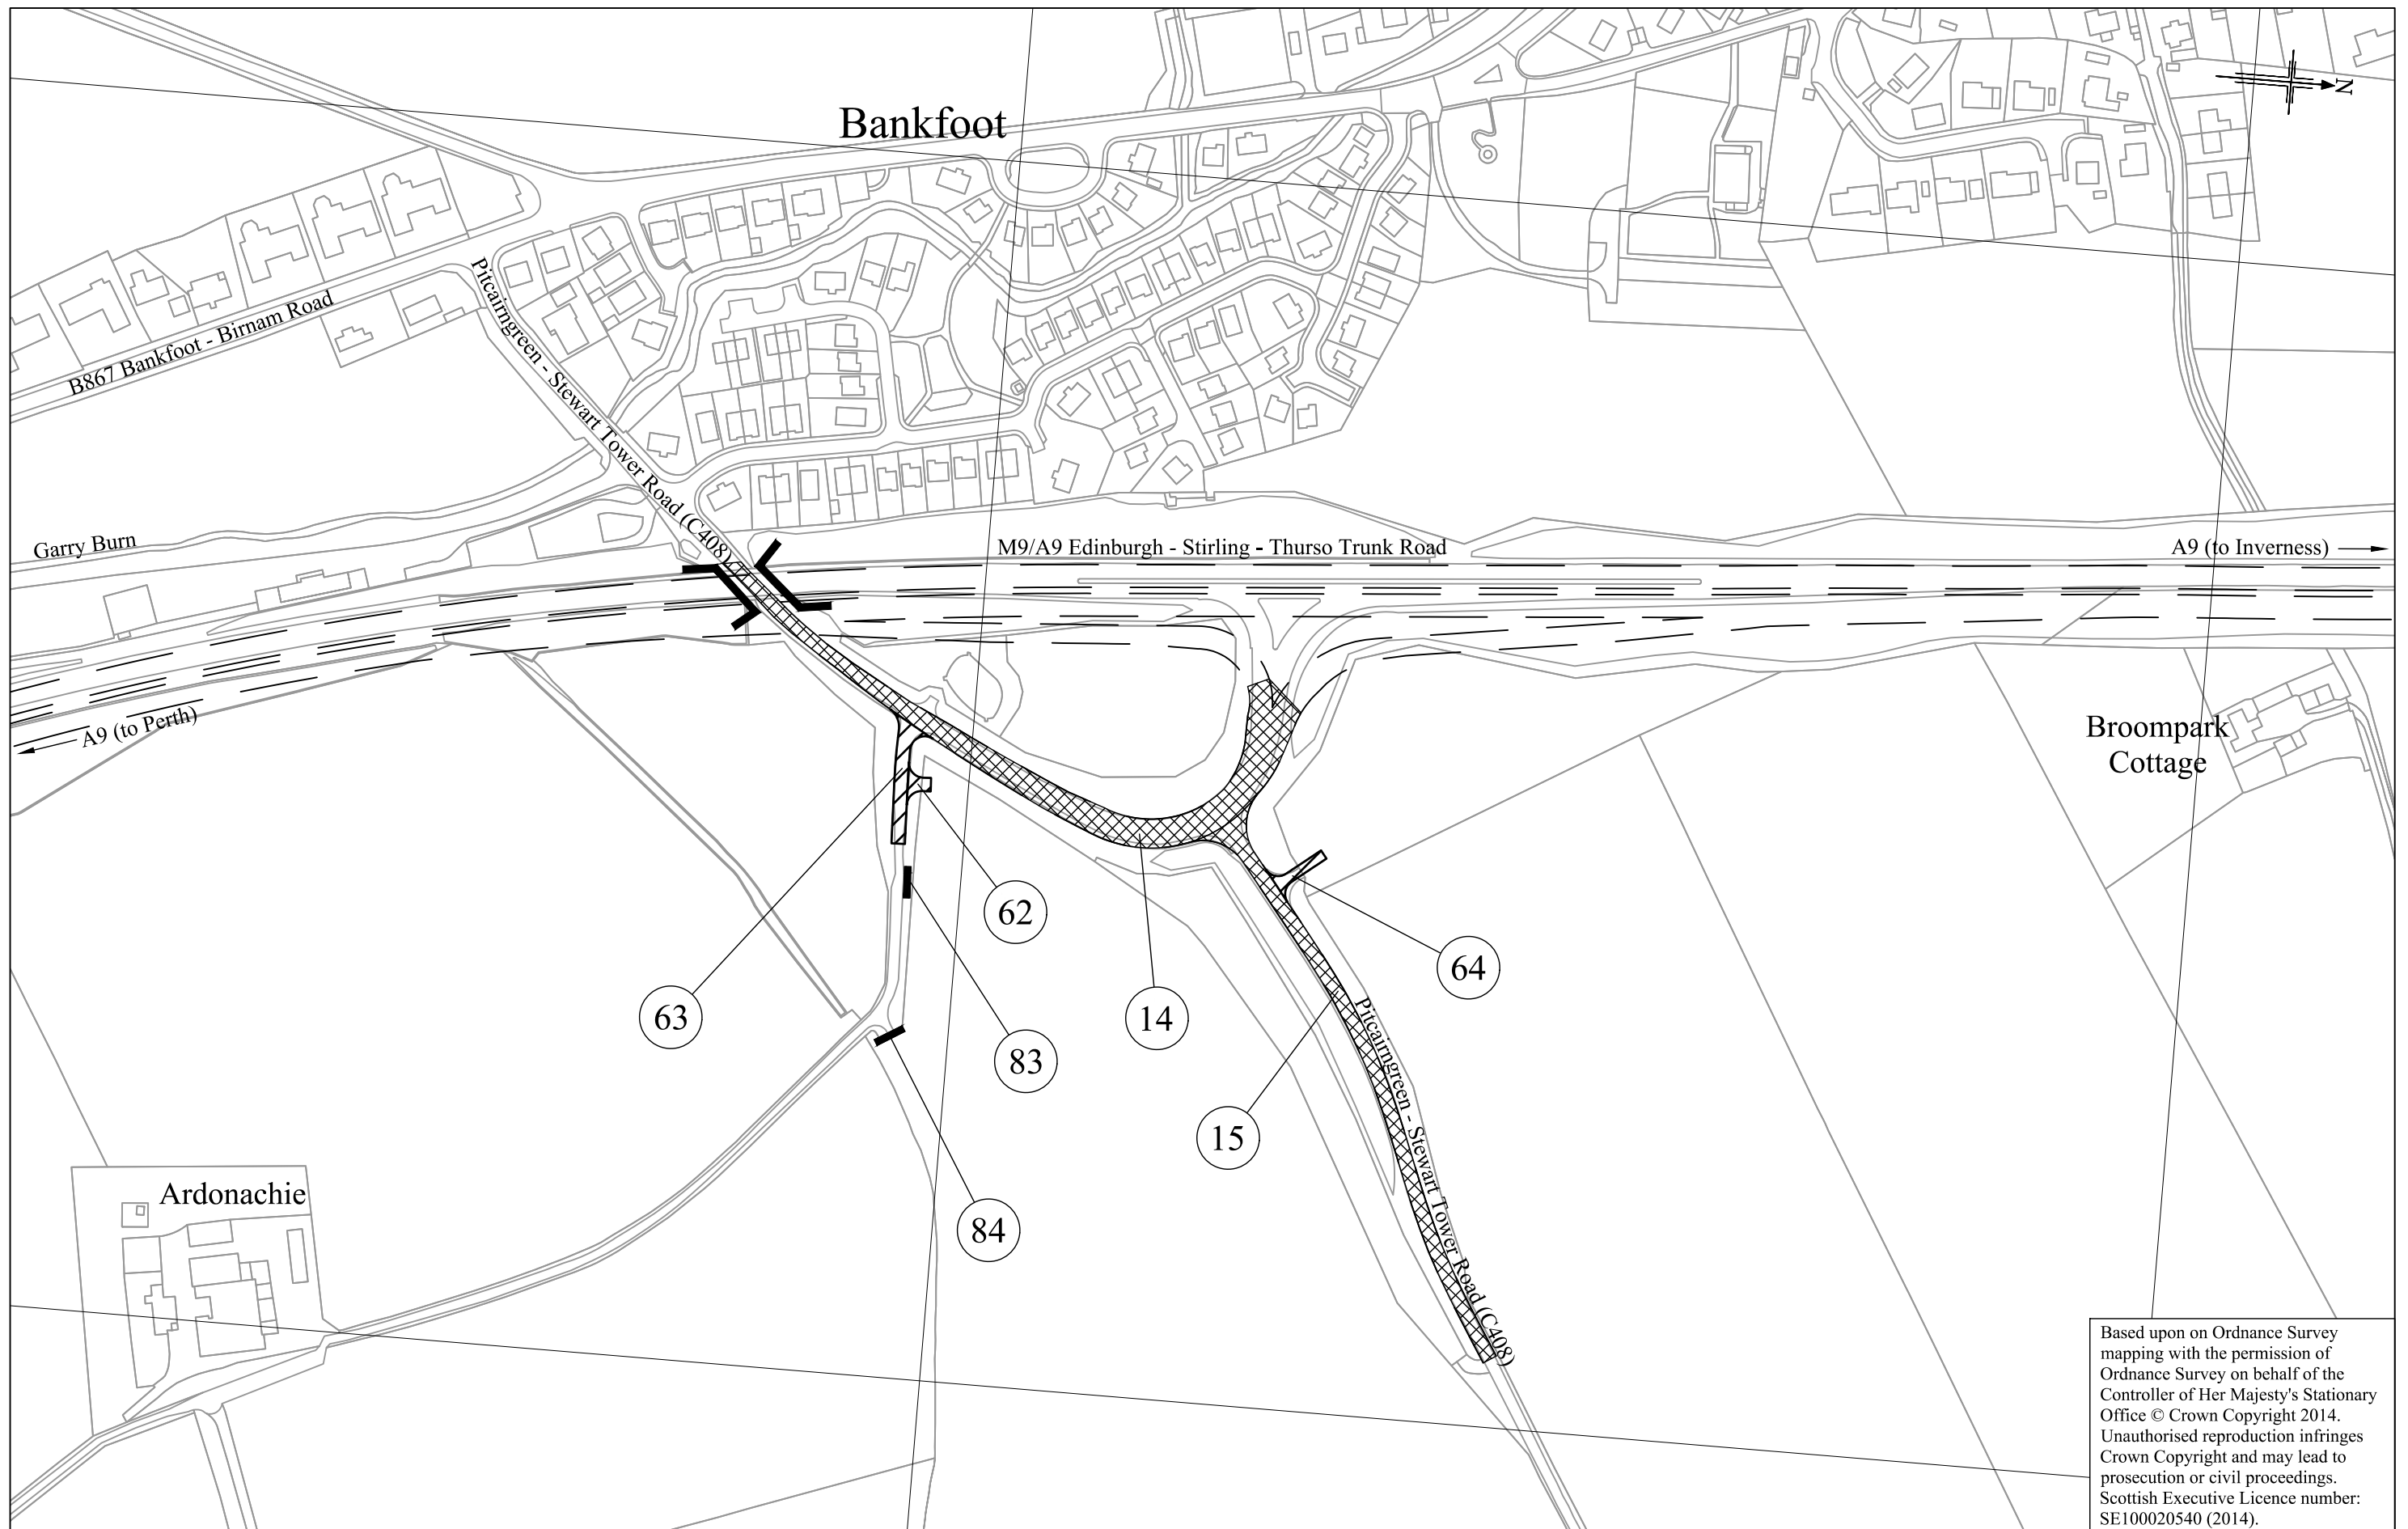 Bankfoot
N
B867 Bankfoot - Birnam Road
Pitcairngreen - Stewart Tower Road (C408)
Garry Burn
M9/A9 Edinburgh - Stirling - Thurso Trunk Road
A9 (to Inverness)
A9 (to Perth)
Broompark
Cottage
62
63
64
14
83
15
Pitcairngreen - Stewart Tower Road (C408)
84
Ardonachie
Based upon on Ordnance Survey
mapping with the permission of
Ordnance Survey on behalf of the
Controller of Her Majesty's Stationary
Office © Crown Copyright 2014.
Unauthorised reproduction infringes
Crown Copyright and may lead to
prosecution or civil proceedings.
Scottish Executive Licence number:
SE100020540 (2014).